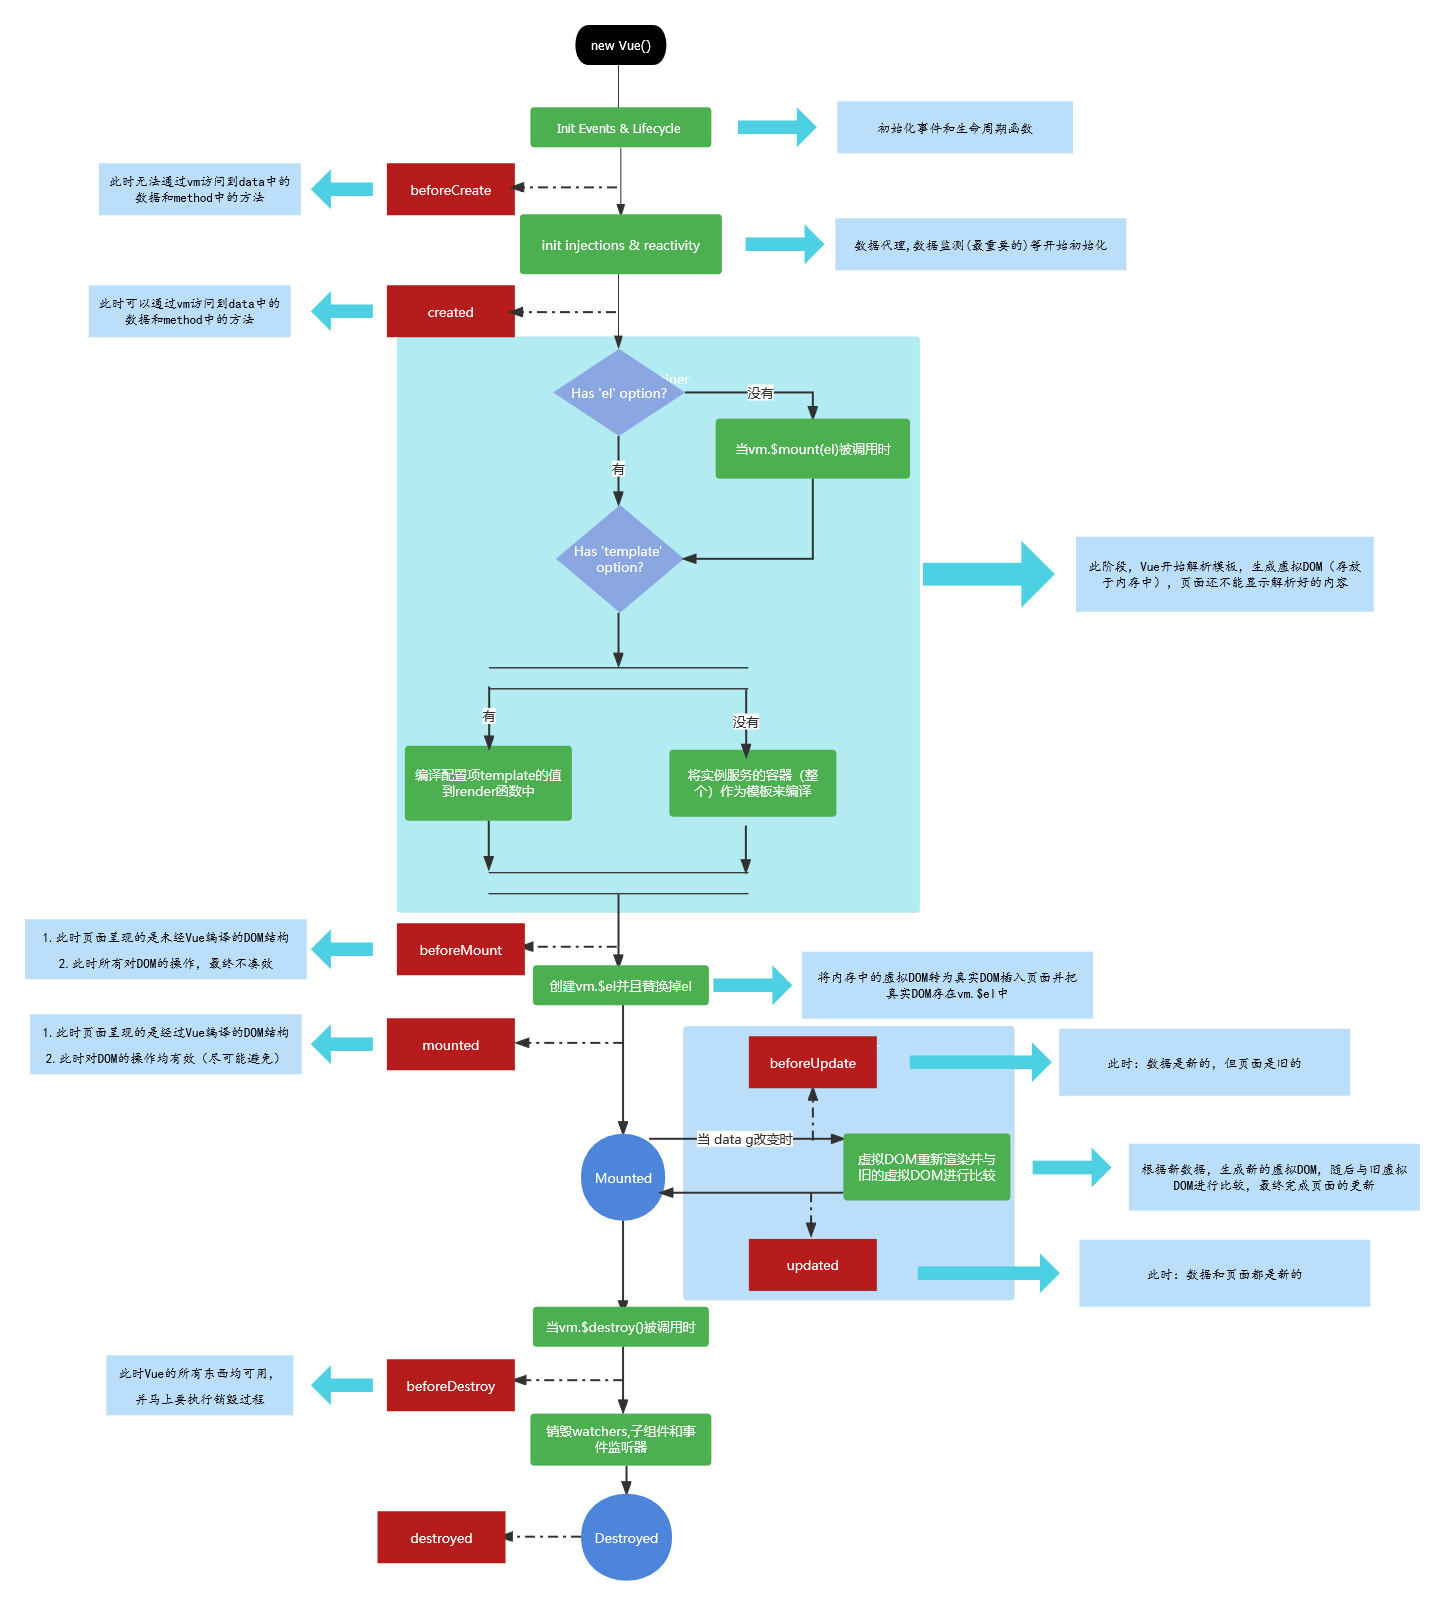 new Vue()
Init Events & Lifecycle
初始化事件和生命周期函数
此时无法通过vm访问到data中的
数据和method中的方法
beforeCreate
init injections & reactivity
数据代理,数据监测(最重要的)等开始初始化
此时可以通过vm访问到data中的
数据和method中的方法
created
Has 'el' option?
没有
当vm.$mount(el)被调用时
有
Has 'template'
option?
此阶段，Vue开始解析模板，生成虚拟DOM（存放
于内存中），页面还不能显示解析好的内容
有
没有
编译配置项template的值
到render函数中
将实例服务的容器（整
个）作为模板来编译
1. 此时页面呈现的是未经Vue编译的DOM结构
2. 此时所有对DOM的操作，最终不凑效
beforeMount
创建vm.$el并且替换掉el
将内存中的虚拟DOM转为真实DOM插入页面并把
真实DOM存在vm.$el中
1. 此时页面呈现的是经过Vue编译的DOM结构
2. 此时对DOM的操作均有效（尽可能避免）
mounted
beforeUpdate
此时：数据是新的，但页面是旧的
当 data g改变时
Mounted
虚拟DOM重新渲染并与
旧的虚拟DOM进行比较
根据新数据，生成新的虚拟DOM，随后与旧虚拟
DOM进行比较，最终完成页面的更新
updated
此时：数据和页面都是新的
当vm.$destroy()被调用时
此时Vue的所有东西均可用，
并马上要执行销毁过程
beforeDestroy
销毁watchers,子组件和事
件监听器
destroyed
Destroyed